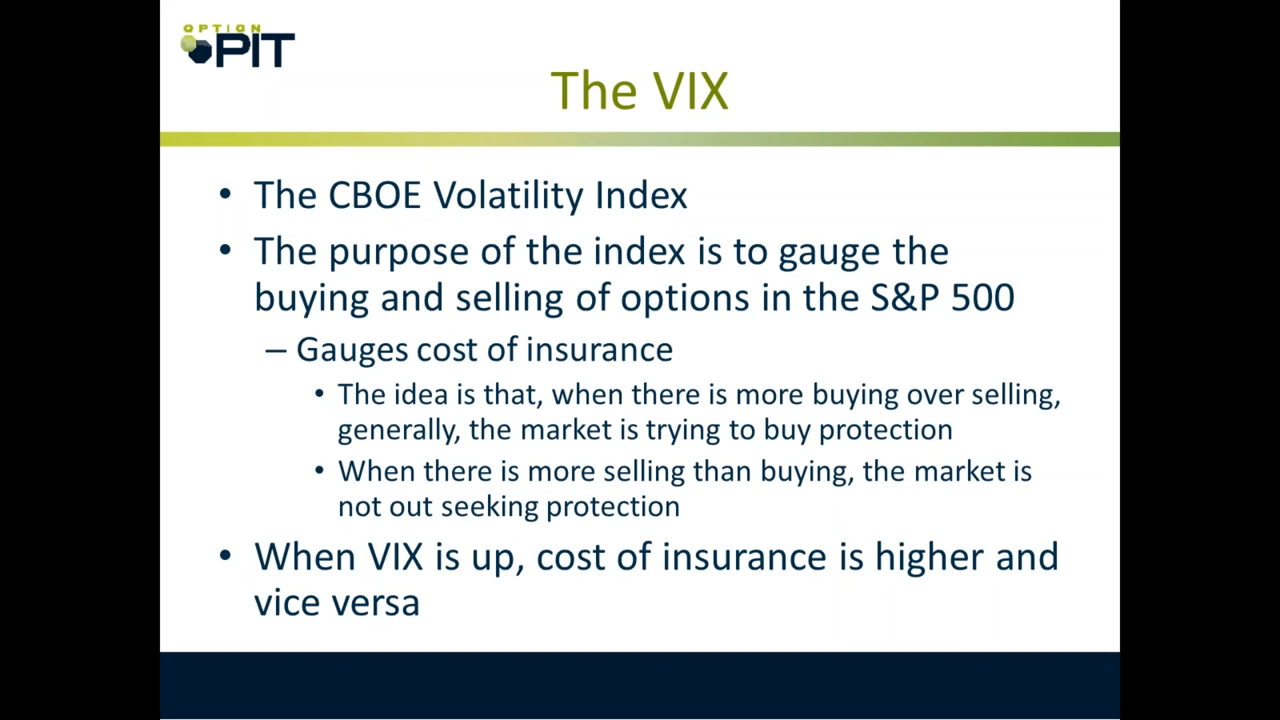 OPTION
PIT
The VIX
• The CBOE Volatility Index
• The purpose of the index is to gauge the
buying and selling of options in the S&P 500
– Gauges cost of insurance
• The idea is that, when there is more buying over selling,
generally, the market is trying to buy protection
• When there is more selling than buying, the market is
not out seeking protection
• When VIX is up, cost of insurance is higher and
vice versa